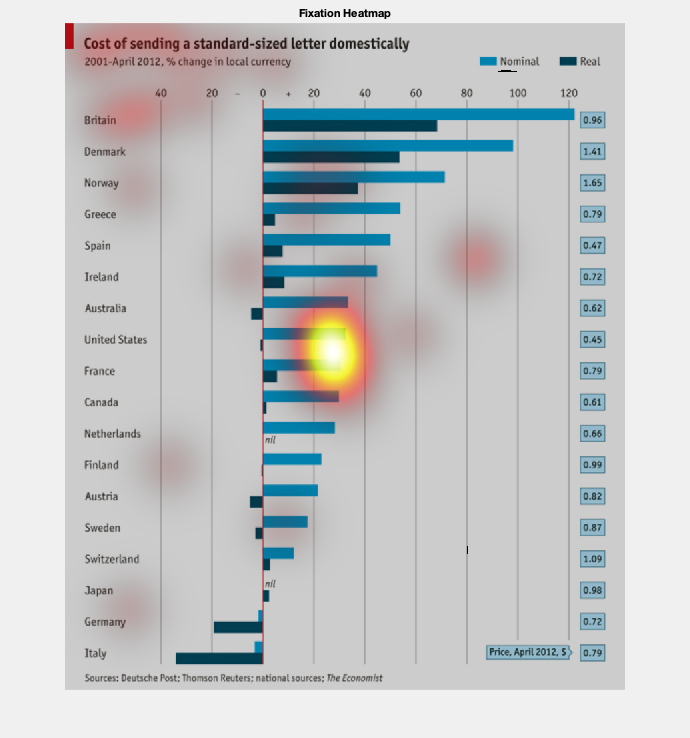 Fixation Heatmap
Cost of sending a standard-sized letter domestically
2001-April 2012, % change in local currency
Nominal Real
40 20 – 0 + 20 40 60 80 100 120
Britain 0.96
Denmark 1.41
Norway 1.65
Greece 0.79
Spain 0.47
Ireland 0.72
Australia 0.62
United States 0.45
France 0.79
Canada 0.61
Netherlands nil 0.66
Finland 0.99
Austria 0.82
Sweden 0.87
Switzerland 1.09
Japan nil 0.98
Germany 0.72
Italy Price, April 2012, $ 0.79
Sources: Deutsche Post; Thomson Reuters; national sources; The Economist